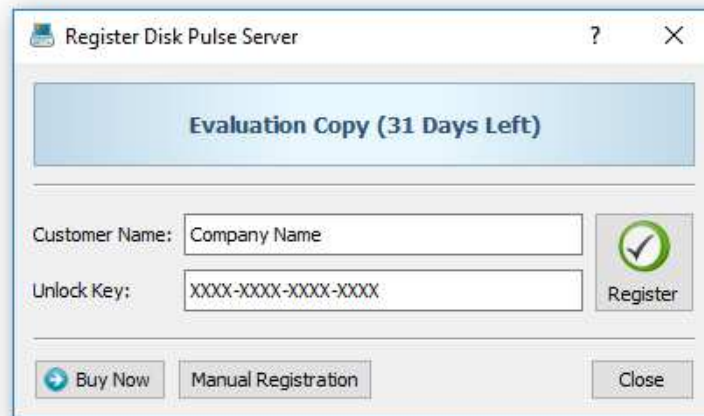 Register Disk Pulse Server ? X
Evaluation Copy (31 Days Left)
Customer Name: Company Name
Unlock Key: XXXX-XXXX-XXXX-XXXX
Register
Buy Now Manual Registration Close